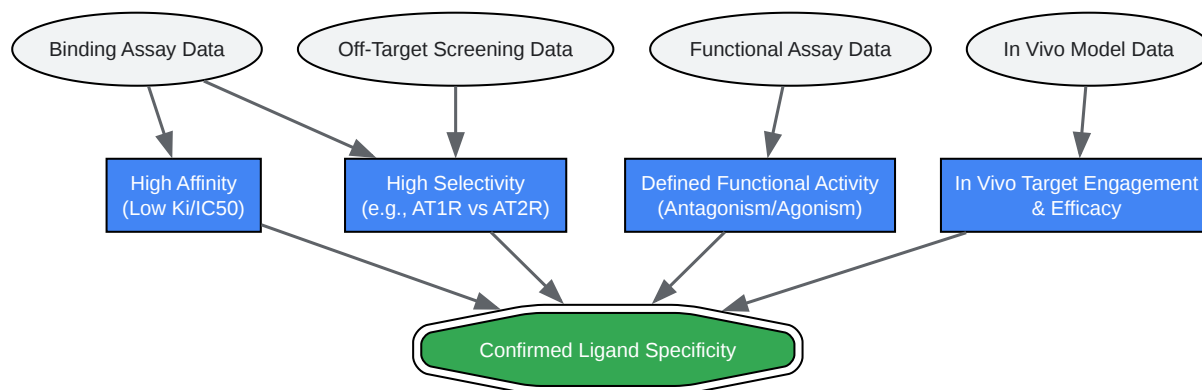 Binding Assay Data
Off-Target Screening Data
Functional Assay Data
In Vivo Model Data
High Affinity
(Low Ki/IC50)
High Selectivity
(e.g., AT1R vs AT2R)
Defined Functional Activity
(Antagonism/Agonism)
In Vivo Target Engagement
& Efficacy
Confirmed Ligand Specificity